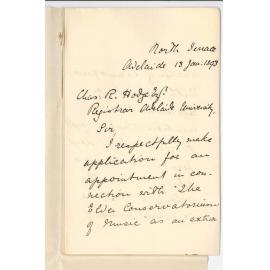 North Terrace
Adelaide 13 Jan: 1898
Chas. R. Hodge Esq.
Registrar Adelaide University.
Sir,
I respectfully make
application for an
appointment in con-
nection with "The
Elder Conservatorium
of Music" as an extra